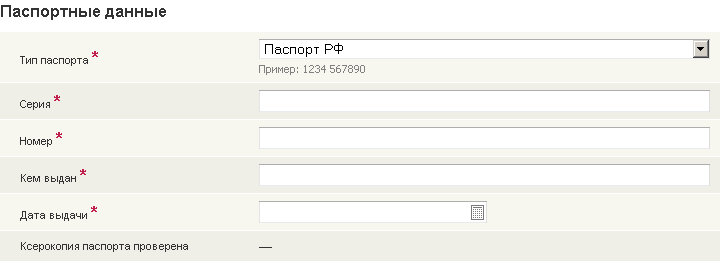 Паспортные данные
Тип паспорта * Паспорт РФ
Пример: 1234 567890
Серия *
Номер *
Кем выдан *
Дата выдачи *
Ксерокопия паспорта проверена —